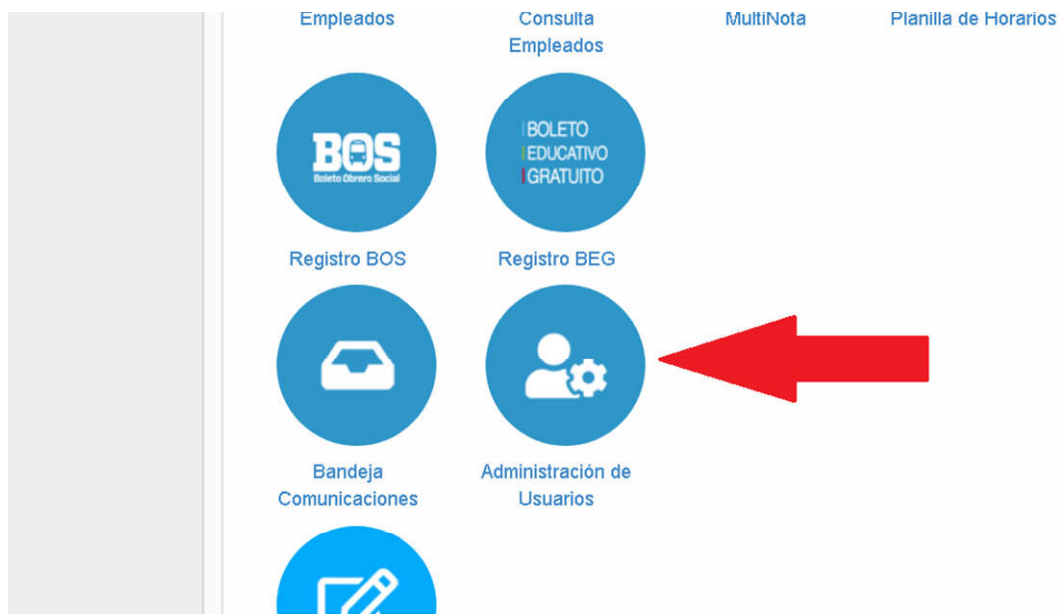 Empleados
Consulta
Empleados
MultiNota
Planilla de Horarios
BOS
Boleto Obrero Social
BOLETO
EDUCATIVO
GRATUITO
Registro BOS
Registro BEG
Bandeja
Comunicaciones
Administración de
Usuarios